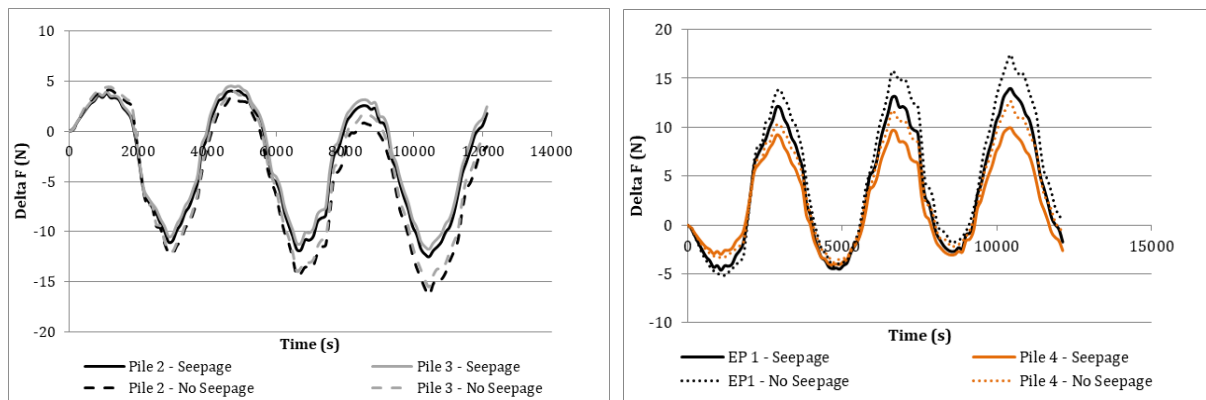 10
5
0
-5
-10
-15
-20
0
2000
4000
6000
8000
10000
12000
14000
Delta F (N)
Time (s)
Pile 2 - Seepage
Pile 3 - Seepage
Pile 2 - No Seepage
Pile 3 - No Seepage
20
15
10
5
0
-5
-10
0
5000
10000
15000
Delta F (N)
Time (s)
EP 1 - Seepage
Pile 4 - Seepage
EP1 - No Seepage
Pile 4 - No Seepage